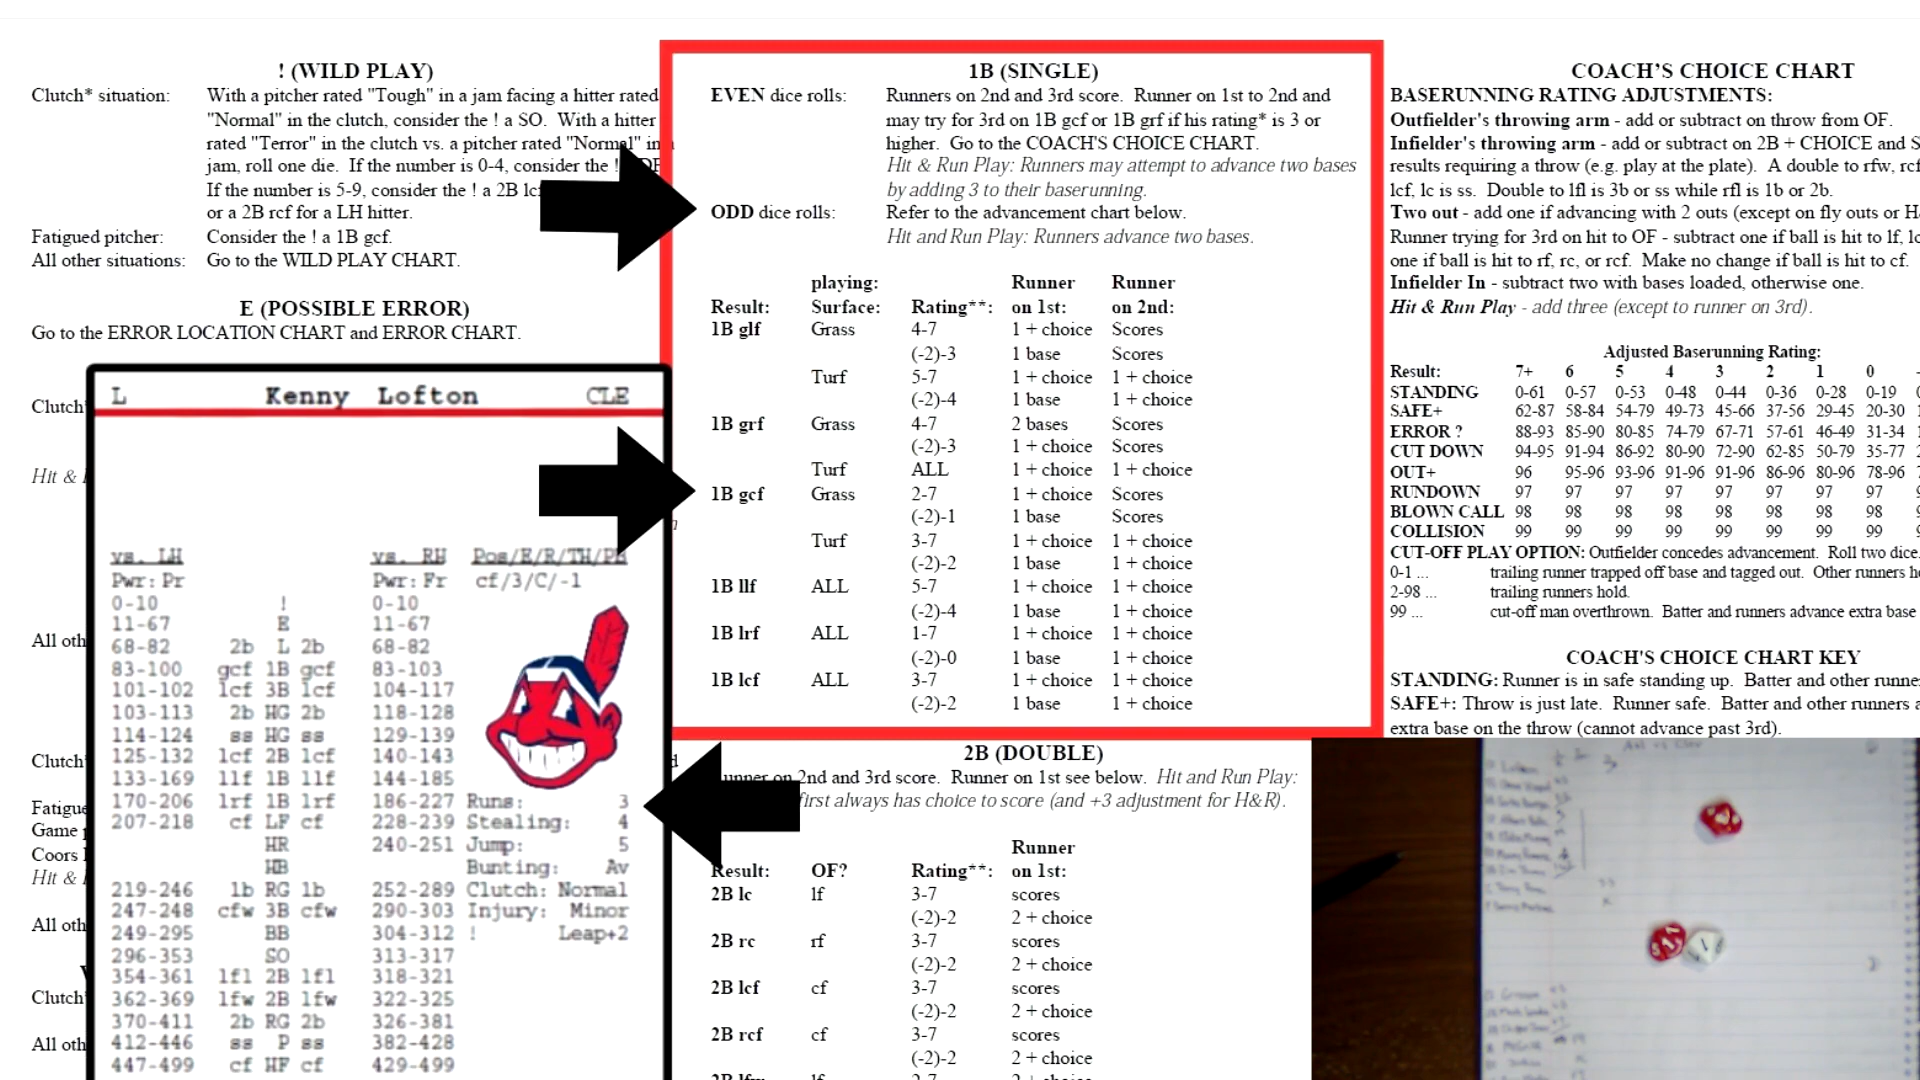 ! (WILD PLAY)
Clutch* situation: With a pitcher rated "Tough" in a jam facing a hitter rated
"Normal" in the clutch, consider the ! a SO. With a hitter
rated "Terror" in the clutch vs. a pitcher rated "Normal" in
jam, roll one die. If the number is 0-4, consider the !
If the number is 5-9, consider the ! a 2B
or a 2B rcf for a LH hitter.
Fatigued pitcher: Consider the ! a 1B gcf.
All other situations: Go to the WILD PLAY CHART.
E (POSSIBLE ERROR)
Go to the ERROR LOCATION CHART and ERROR CHART.
Clutch
Hit &
All oth
Clutch
Fatigue
Game
Coors
Hit &
All oth
Clutch
All oth
L Kenny Lofton CLE
vs. LH vs. RH Pos/E/R/TH/PH
Pwr: Pr Pwr: Fr cf/3/C/-1
0-10 ! 0-10
11-67 E 11-67
68-82 2b L 2b 68-82
83-100 gcf 1B gcf 83-103
101-102 lcf 3B lcf 104-117
103-113 2b HG 2b 118-128
114-124 ss HG ss 129-139
125-132 lcf 2B lcf 140-143
133-169 llf 1B llf 144-185
170-206 lrf 1B lrf 186-227 Runs: 3
207-218 cf LF cf 228-239 Stealing: 4
HR 240-251 Jump: 5
HB Bunting: Av
219-246 1b RG 1b 252-289 Clutch: Normal
247-248 cfw 3B cfw 290-303 Injury: Minor
249-295 BB 304-312 ! Leap+2
296-353 SO 313-317
354-361 lfl 2B lfl 318-321
362-369 lfw 2B lfw 322-325
370-411 2b RG 2b 326-381
412-446 ss P ss 382-428
447-499 cf HF cf 429-499
1B (SINGLE)
EVEN dice rolls: Runners on 2nd and 3rd score. Runner on 1st to 2nd and
may try for 3rd on 1B gcf or 1B grf if his rating* is 3 or
higher. Go to the COACH'S CHOICE CHART.
Hit & Run Play: Runners may attempt to advance two bases
by adding 3 to their baserunning.
ODD dice rolls: Refer to the advancement chart below.
Hit and Run Play: Runners advance two bases.
playing: Runner Runner
Result: Surface: Rating**: on 1st: on 2nd:
1B glf Grass 4-7 1 + choice Scores
(-2)-3 1 base Scores
Turf 5-7 1 + choice 1 + choice
(-2)-4 1 base 1 + choice
1B grf Grass 4-7 2 bases Scores
(-2)-3 1 + choice Scores
Turf ALL 1 + choice 1 + choice
1B gcf Grass 2-7 1 + choice Scores
(-2)-1 1 base Scores
Turf 3-7 1 + choice 1 + choice
(-2)-2 1 base 1 + choice
1B llf ALL 5-7 1 + choice 1 + choice
(-2)-4 1 base 1 + choice
1B lrf ALL 1-7 1 + choice 1 + choice
(-2)-0 1 base 1 + choice
1B lcf ALL 3-7 1 + choice 1 + choice
(-2)-2 1 base 1 + choice
2B (DOUBLE)
on 2nd and 3rd score. Runner on 1st see below. Hit and Run Play:
first always has choice to score (and +3 adjustment for H&R).
Runner
Result: OF? Rating**: on 1st:
2B lc lf 3-7 scores
(-2)-2 2 + choice
2B rc rf 3-7 scores
(-2)-2 2 + choice
2B lcf cf 3-7 scores
(-2)-2 2 + choice
2B rcf cf 3-7 scores
(-2)-2 2 + choice
COACH'S CHOICE CHART
BASERUNNING RATING ADJUSTMENTS:
Outfielder's throwing arm - add or subtract on throw from OF.
Infielder's throwing arm - add or subtract on 2B + CHOICE and S
results requiring a throw (e.g. play at the plate). A double to rfw, rcf
lcf, lc is ss. Double to lfl is 3b or ss while rfl is 1b or 2b.
Two out - add one if advancing with 2 outs (except on fly outs or H
Runner trying for 3rd on hit to OF - subtract one if ball is hit to lf, lc
one if ball is hit to rf, rc, or rcf. Make no change if ball is hit to cf.
Infielder In - subtract two with bases loaded, otherwise one.
Hit & Run Play - add three (except to runner on 3rd).
Adjusted Baserunning Rating:
Result: 7+ 6 5 4 3 2 1 0
STANDING 0-61 0-57 0-53 0-48 0-44 0-36 0-28 0-19
SAFE+ 62-87 58-84 54-79 49-73 45-66 37-56 29-45 20-30
ERROR ? 88-93 85-90 80-85 74-79 67-71 57-61 46-49 31-34
CUT DOWN 94-95 91-94 86-92 80-90 72-90 62-85 50-79 35-77
OUT+ 96 95-96 93-96 91-96 91-96 86-96 80-96 78-96
RUNDOWN 97 97 97 97 97 97 97 97
BLOWN CALL 98 98 98 98 98 98 98 98
COLLISION 99 99 99 99 99 99 99 99
CUT-OFF PLAY OPTION: Outfielder concedes advancement. Roll two dice.
0-1 ... trailing runner trapped off base and tagged out. Other runners h
2-98 ... trailing runners hold.
99 ... cut-off man overthrown. Batter and runners advance extra base
COACH'S CHOICE CHART KEY
STANDING: Runner is in safe standing up. Batter and other runne
SAFE+: Throw is just late. Runner safe. Batter and other runners a
extra base on the throw (cannot advance past 3rd).